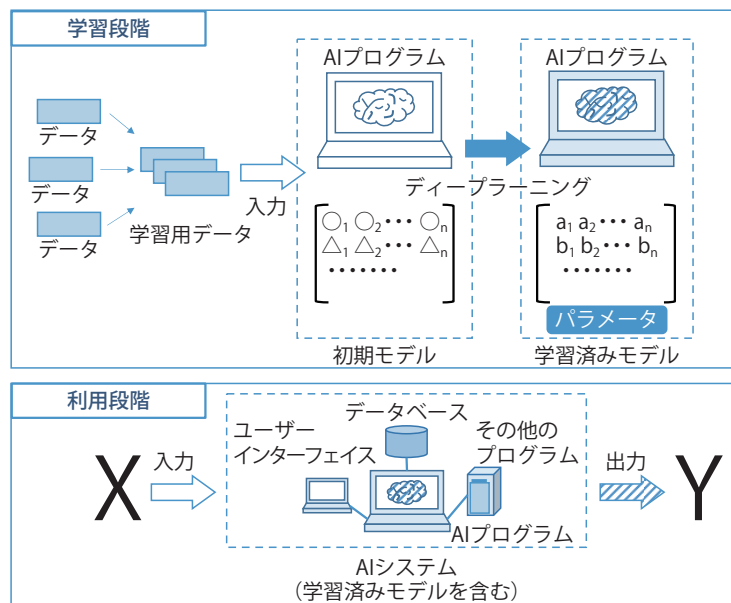 学習段階
データ
データ
データ
学習用データ
入力
AIプログラム
○₁ ○₂ ••• ○ₙ
△₁ △₂ ••• △ₙ
•••••••
初期モデル
ディープラーニング
AIプログラム
a₁ a₂ ••• aₙ
b₁ b₂ ••• bₙ
•••••••
パラメータ
学習済みモデル
利用段階
X
入力
ユーザー
インターフェイス
データベース
その他の
プログラム
AIプログラム
AIシステム
(学習済みモデルを含む)
出力
Y